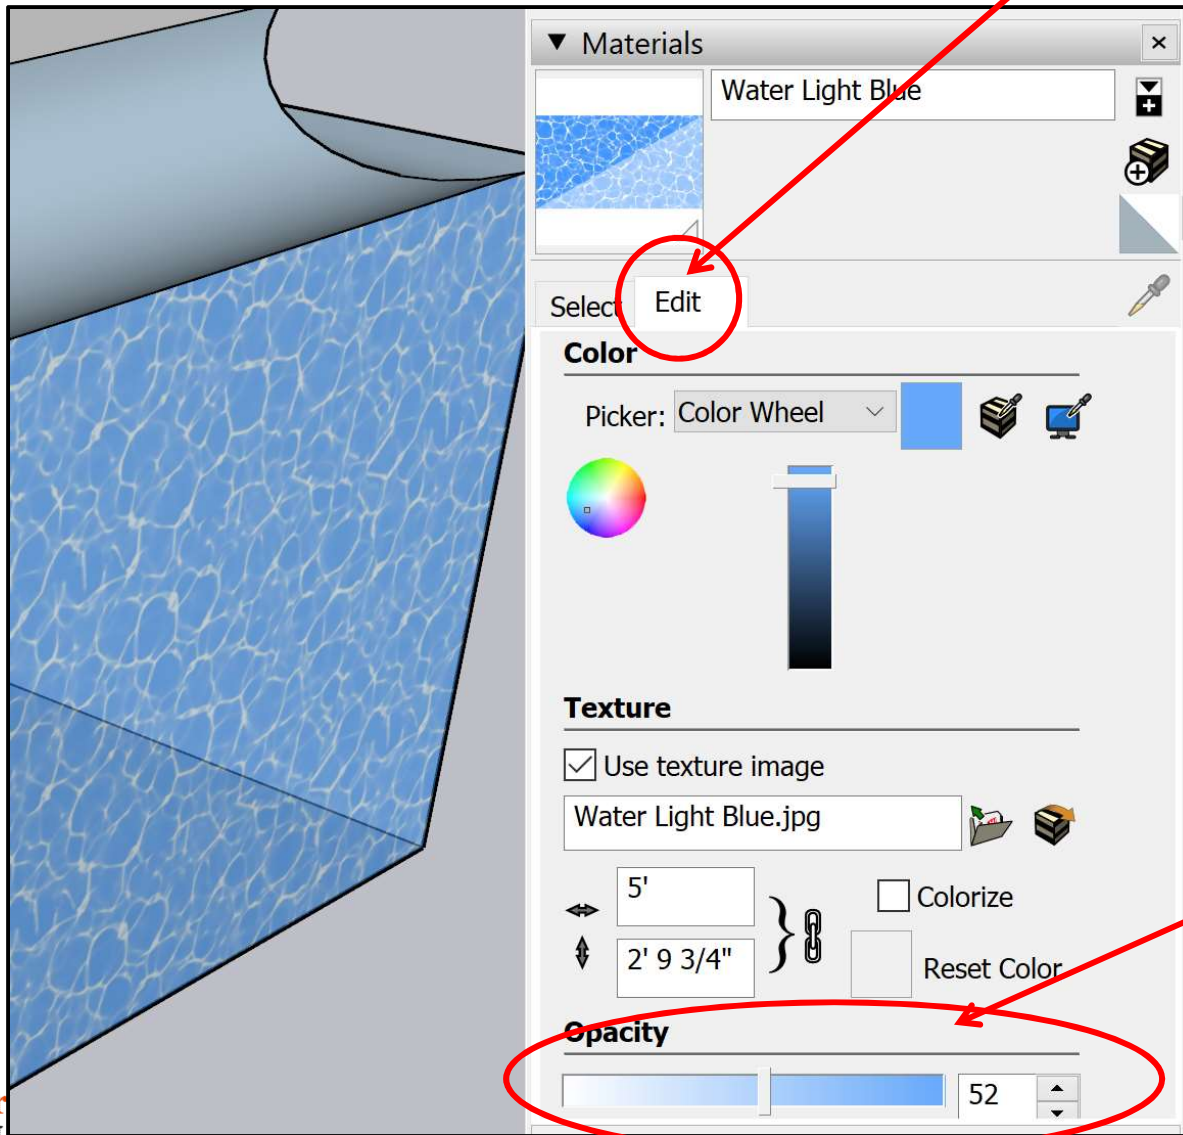 Materials
Water Light Blue
Select Edit
Color
Picker: Color Wheel
Texture
Use texture image
Water Light Blue.jpg
5'
Colorize
2' 9 3/4"
Reset Color
Opacity
52